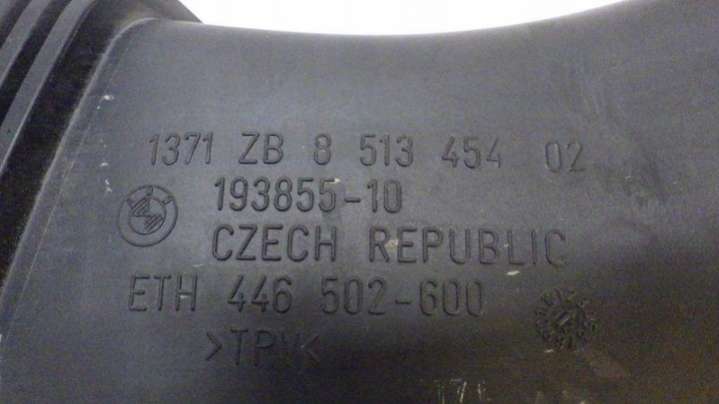 1371 ZB 8 513 454 02
193855-10
CZECH REPUBLIC
ETH 446 502-600
>TPV<